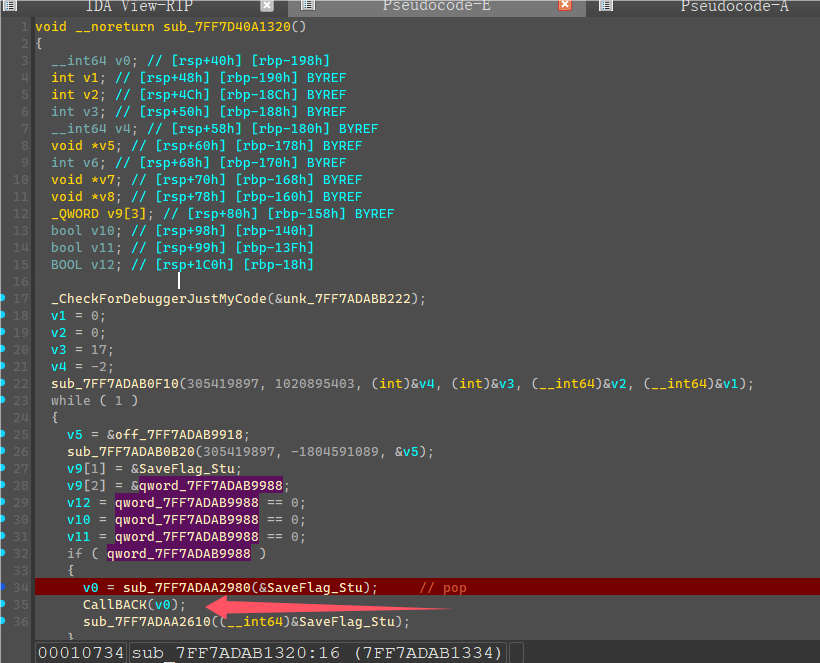 IDA View-RIP Pseudocode-E Pseudocode-A
1 void __noreturn sub_7FF7D40A1320()
2 {
3 __int64 v0; // [rsp+40h] [rbp-198h]
4 int v1; // [rsp+48h] [rbp-190h] BYREF
5 int v2; // [rsp+4Ch] [rbp-18Ch] BYREF
6 int v3; // [rsp+50h] [rbp-188h] BYREF
7 __int64 v4; // [rsp+58h] [rbp-180h] BYREF
8 void *v5; // [rsp+60h] [rbp-178h] BYREF
9 int v6; // [rsp+68h] [rbp-170h] BYREF
10 void *v7; // [rsp+70h] [rbp-168h] BYREF
11 void *v8; // [rsp+78h] [rbp-160h] BYREF
12 _QWORD v9[3]; // [rsp+80h] [rbp-158h] BYREF
13 bool v10; // [rsp+98h] [rbp-140h]
14 bool v11; // [rsp+99h] [rbp-13Fh]
15 BOOL v12; // [rsp+1C0h] [rbp-18h]
16
17 _CheckForDebuggerJustMyCode(&unk_7FF7ADABB222);
18 v1 = 0;
19 v2 = 0;
20 v3 = 17;
21 v4 = -2;
22 sub_7FF7ADAB0F10(305419897, 1020895403, (int)&v4, (int)&v3, (__int64)&v2, (__int64)&v1);
23 while ( 1 )
24 {
25 v5 = &off_7FF7ADAB9918;
26 sub_7FF7ADAB0B20(305419897, -1804591089, &v5);
27 v9[1] = &SaveFlag_Stu;
28 v9[2] = &qword_7FF7ADAB9988;
29 v12 = qword_7FF7ADAB9988 == 0;
30 v10 = qword_7FF7ADAB9988 == 0;
31 v11 = qword_7FF7ADAB9988 == 0;
32 if ( qword_7FF7ADAB9988 )
33 {
34 v0 = sub_7FF7ADAA2980(&SaveFlag_Stu); // pop
35 CallBACK(v0);
36 sub_7FF7ADAA2610((__int64)&SaveFlag_Stu);
}
00010734 sub_7FF7ADAB1320:16 (7FF7ADAB1334)